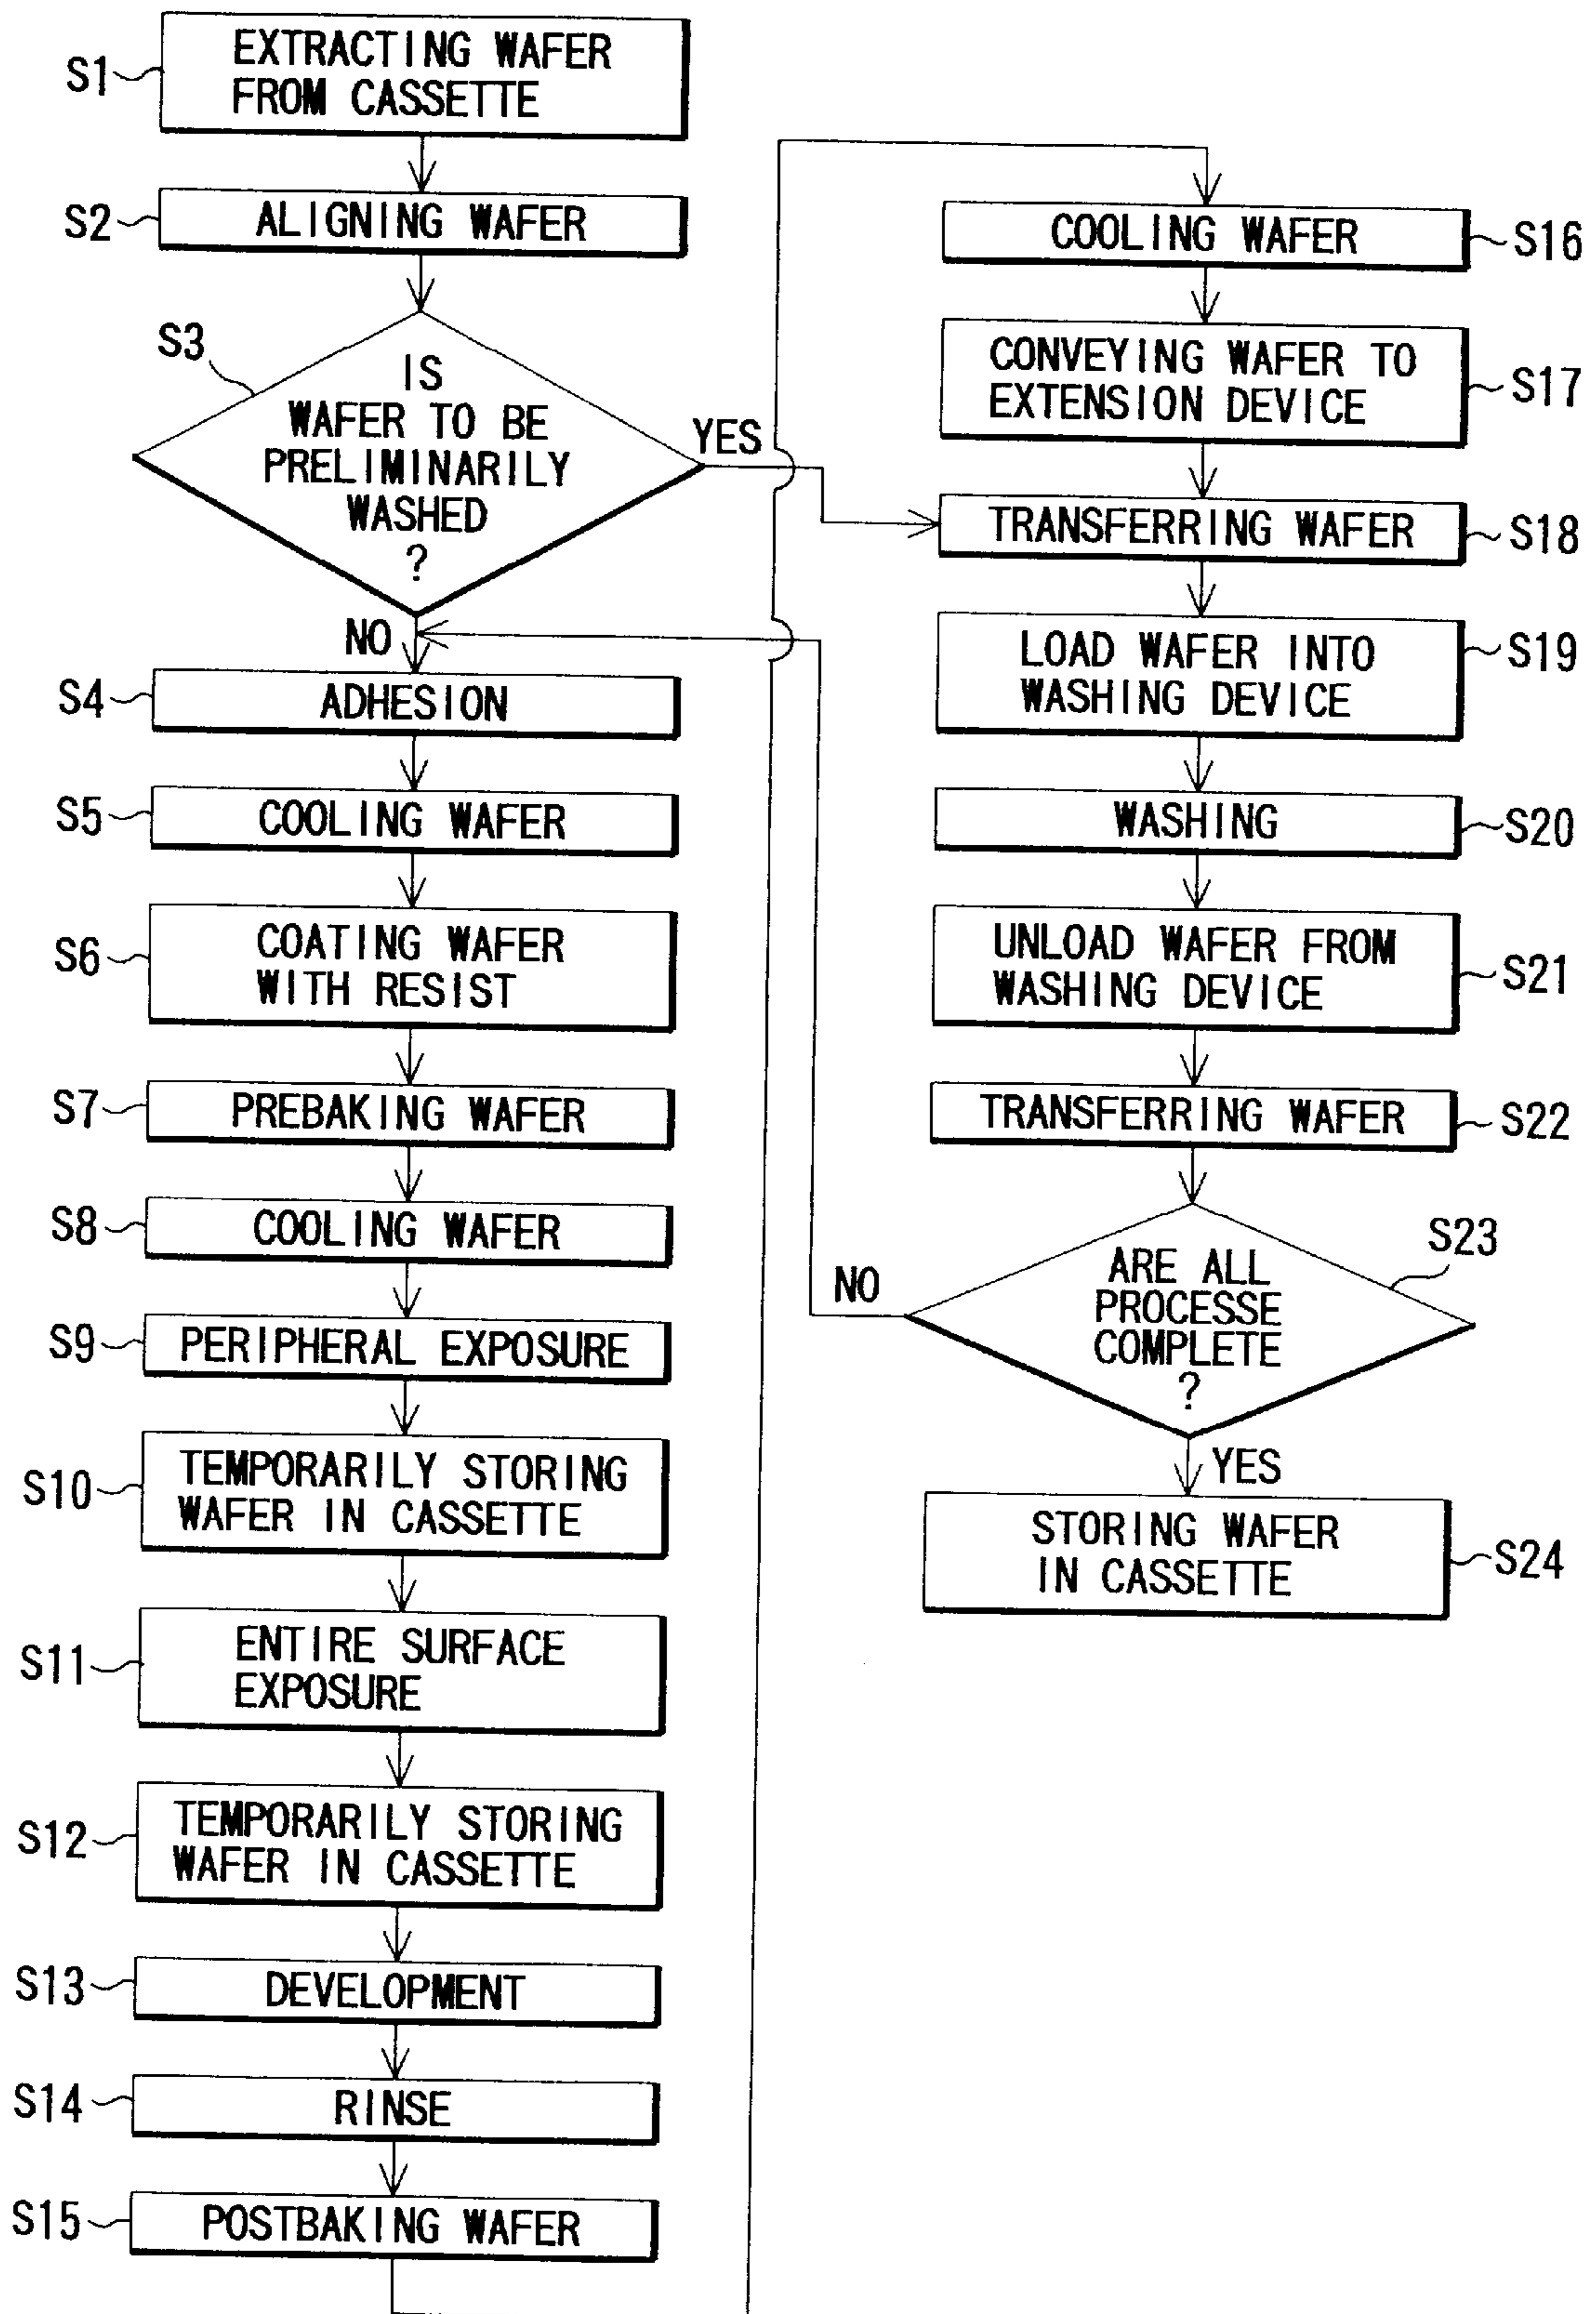 S1
EXTRACTING WAFER
FROM CASSETTE
S2
ALIGNING WAFER
S3
IS
WAFER TO BE
PRELIMINARILY
WASHED
?
YES
NO
S4
ADHESION
S5
COOLING WAFER
S6
COATING WAFER
WITH RESIST
S7
PREBAKING WAFER
S8
COOLING WAFER
S9
PERIPHERAL EXPOSURE
S10
TEMPORARILY STORING
WAFER IN CASSETTE
S11
ENTIRE SURFACE
EXPOSURE
S12
TEMPORARILY STORING
WAFER IN CASSETTE
S13
DEVELOPMENT
S14
RINSE
S15
POSTBAKING WAFER
COOLING WAFER
S16
CONVEYING WAFER TO
EXTENSION DEVICE
S17
TRANSFERRING WAFER
S18
LOAD WAFER INTO
WASHING DEVICE
S19
WASHING
S20
UNLOAD WAFER FROM
WASHING DEVICE
S21
TRANSFERRING WAFER
S22
S23
ARE ALL
PROCESSE
COMPLETE
?
NO
YES
STORING WAFER
IN CASSETTE
S24